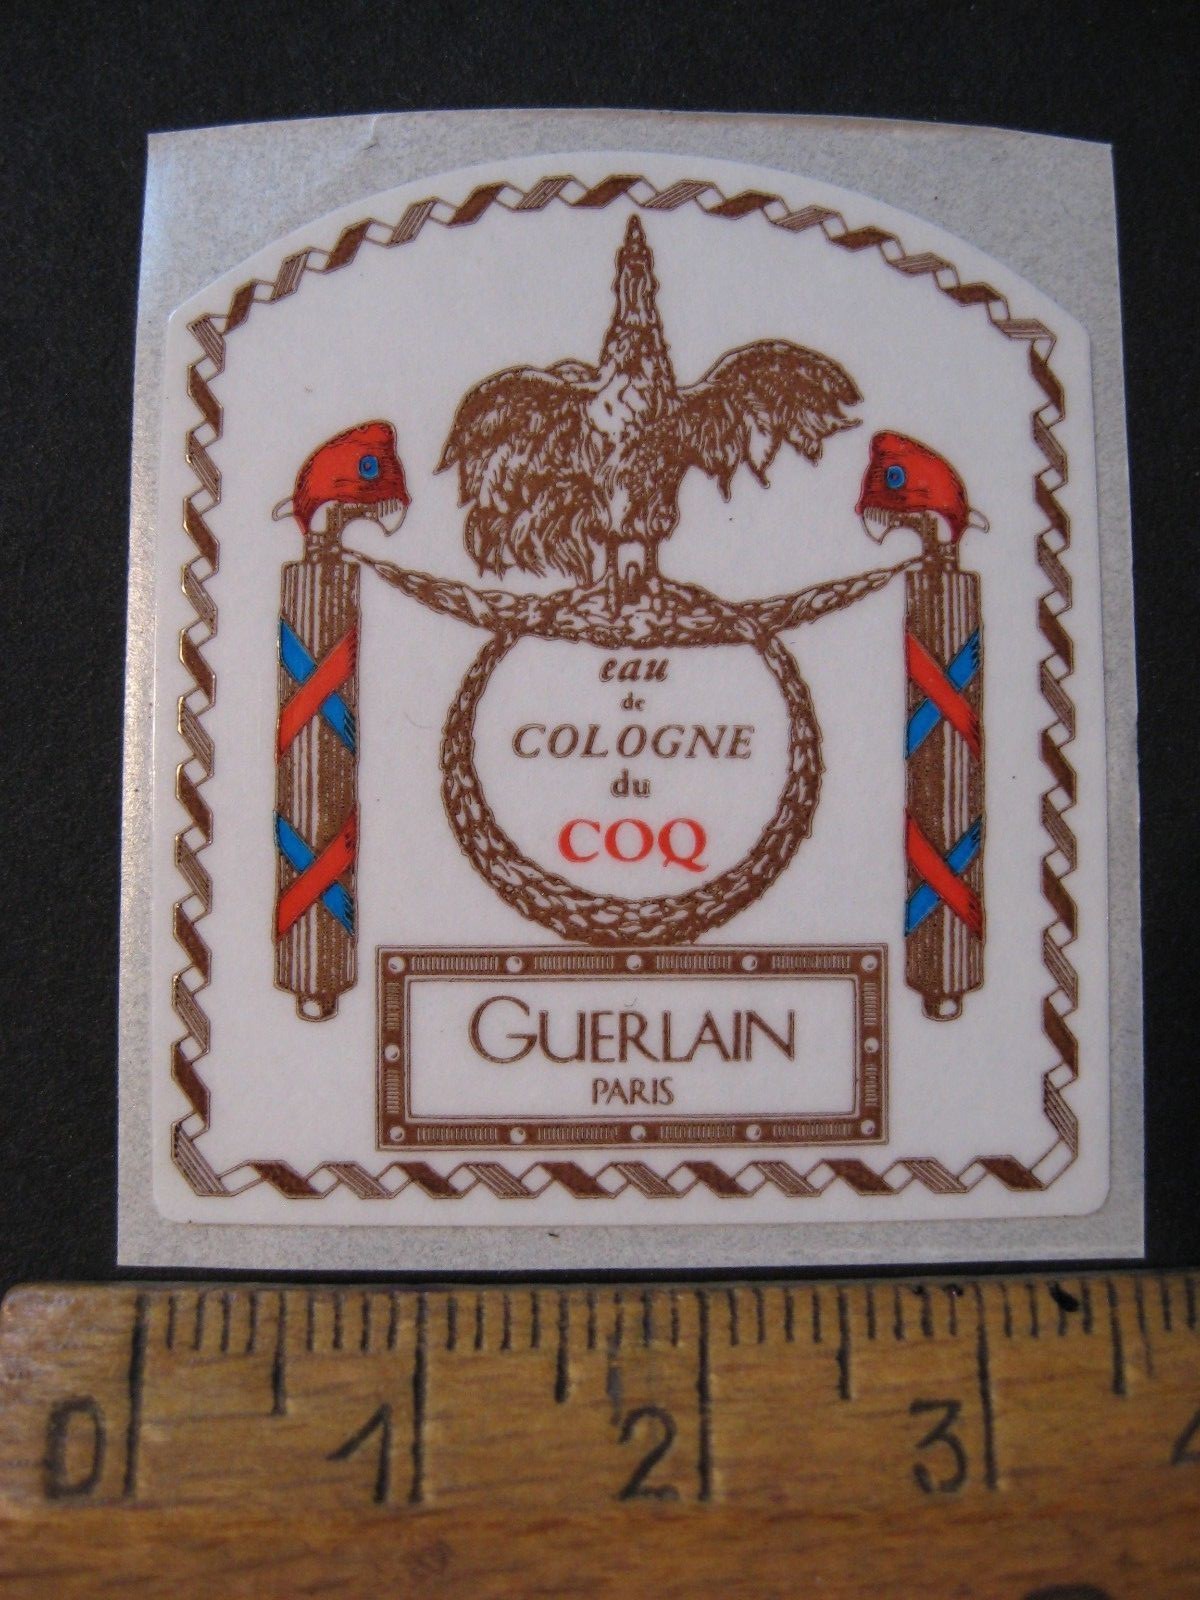 eau
de
COLOGNE
du
COQ
GUERLAIN
PARIS
0 1 2 3